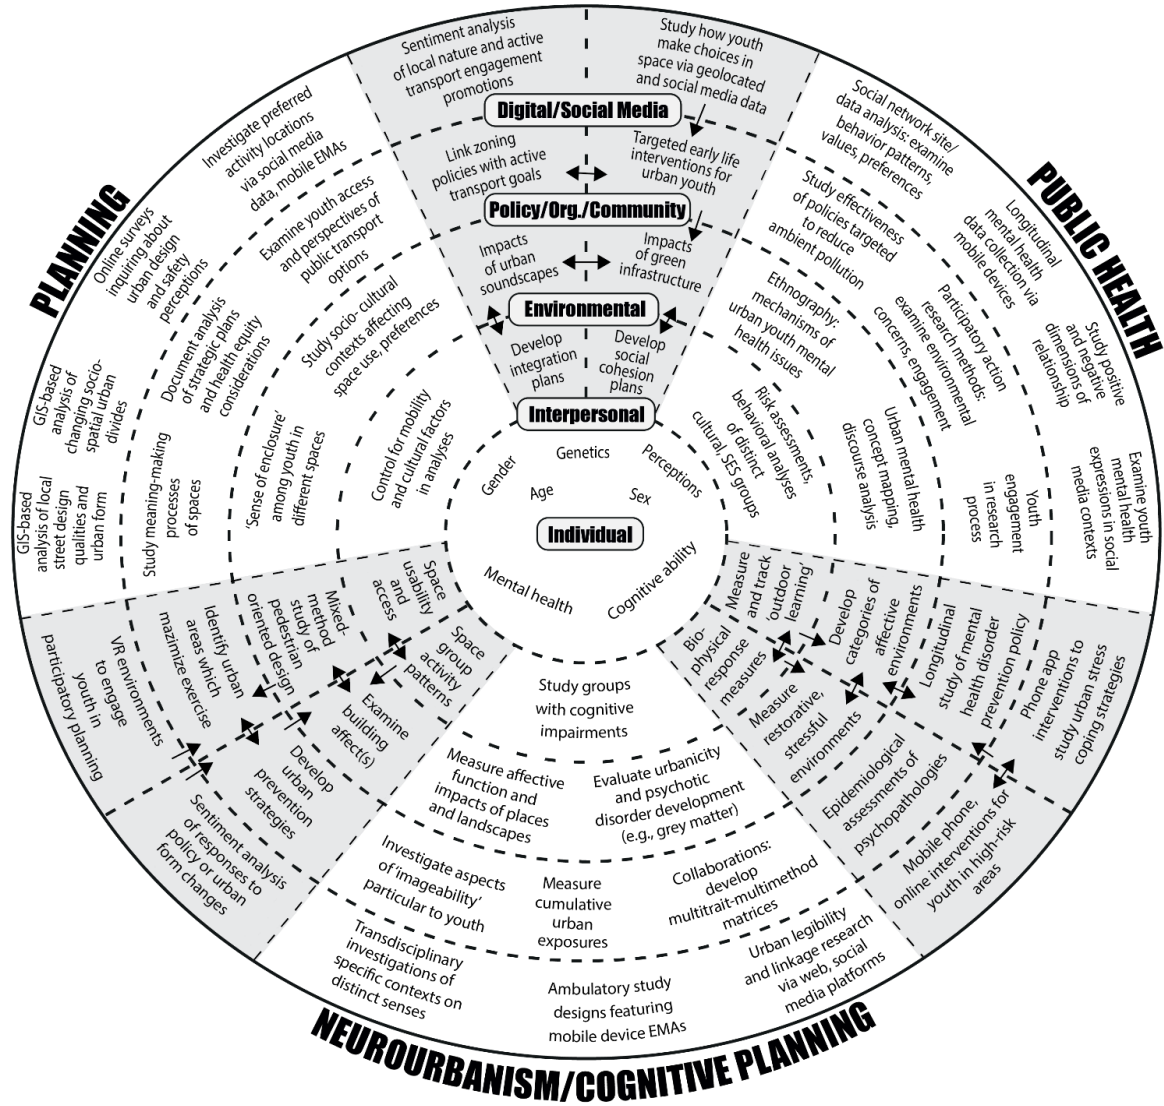 Sentiment analysis
of local nature and active
transport engagement
promotions
Study how youth
make choices in
space via geolocated
and social media data
Digital/Social Media
Link zoning
policies with active
transport goals
Targeted early life
interventions for
urban youth
Policy/Org./Community
Impacts
of urban
soundscapes
Impacts
of green
infrastructure
Environmental
Develop
integration
plans
Develop
social
cohesion
plans
Interpersonal
Genetics
Gender
Perceptions
Age
Sex
Individual
Mental health
Cognitive ability
PLANNING
Investigate preferred
activity locations
via social media
data, mobile EMAs
Online surveys
inquiring about
urban design
and safety
perceptions
GIS-based
analysis of
changing socio-
spatial urban
divides
GIS-based
analysis of local
street design
qualities and
urban form
Examine youth access
and perspectives of
public transport
options
Document analysis
of strategic plans
and health equity
considerations
Study meaning-making
processes
of spaces
Study socio- cultural
contexts affecting
space use, preferences
'Sense of enclosure'
among youth in
different spaces
Control for mobility
and cultural factors
in analyses
PUBLIC HEALTH
Social network site/
data analysis: examine
behavior patterns,
values, preferences
Longitudinal
mental health
data collection via
mobile devices
Study positive
and negative
dimensions of
relationship
Examine youth
mental health
expressions in social
media contexts
Study effectiveness
of policies targeted
to reduce
ambient pollution
Participatory action
research methods:
examine environmental
concerns, engagement
Youth
engagement
in research
process
Ethnography:
mechanisms of
urban youth mental
health issues
Urban mental health
concept mapping,
discourse analysis
Risk assessments,
behavioral analyses
of distinct
cultural, SES groups
Space
usability
and
access
Mixed-
method
study of
pedestrian
oriented design
Identify urban
areas which
mazimize exercise
VR environments
to engage
youth in
participatory planning
Space
group
activity
patterns
Examine
building
affect(s)
Develop
urban
prevention
strategies
Sentiment analysis
of responses to
policy or urban
form changes
Measure
and track
'outdoor
learning'
Develop
categories of
affective
environments
Longitudinal
study of mental
health disorder
prevention policy
Phone app
interventions to
study urban stress
coping strategies
Bio-
physical
response
measures
Measure
restorative,
stressful
environments
Epidemiological
assessments of
psychopathologies
Mobile phone,
online interventions for
youth in high-risk
areas
Study groups
with cognitive
impairments
Measure affective
function and
impacts of places
and landscapes
Evaluate urbanicity
and psychotic
disorder development
(e.g., grey matter)
Investigate aspects
of 'imageability'
particular to youth
Measure
cumulative
urban
exposures
Collaborations:
develop
multitrait-multimethod
matrices
Transdisciplinary
investigations of
specific contexts on
distinct senses
Ambulatory study
designs featuring
mobile device EMAs
Urban legibility
and linkage research
via web, social
media platforms
NEUROURBANISM/COGNITIVE PLANNING